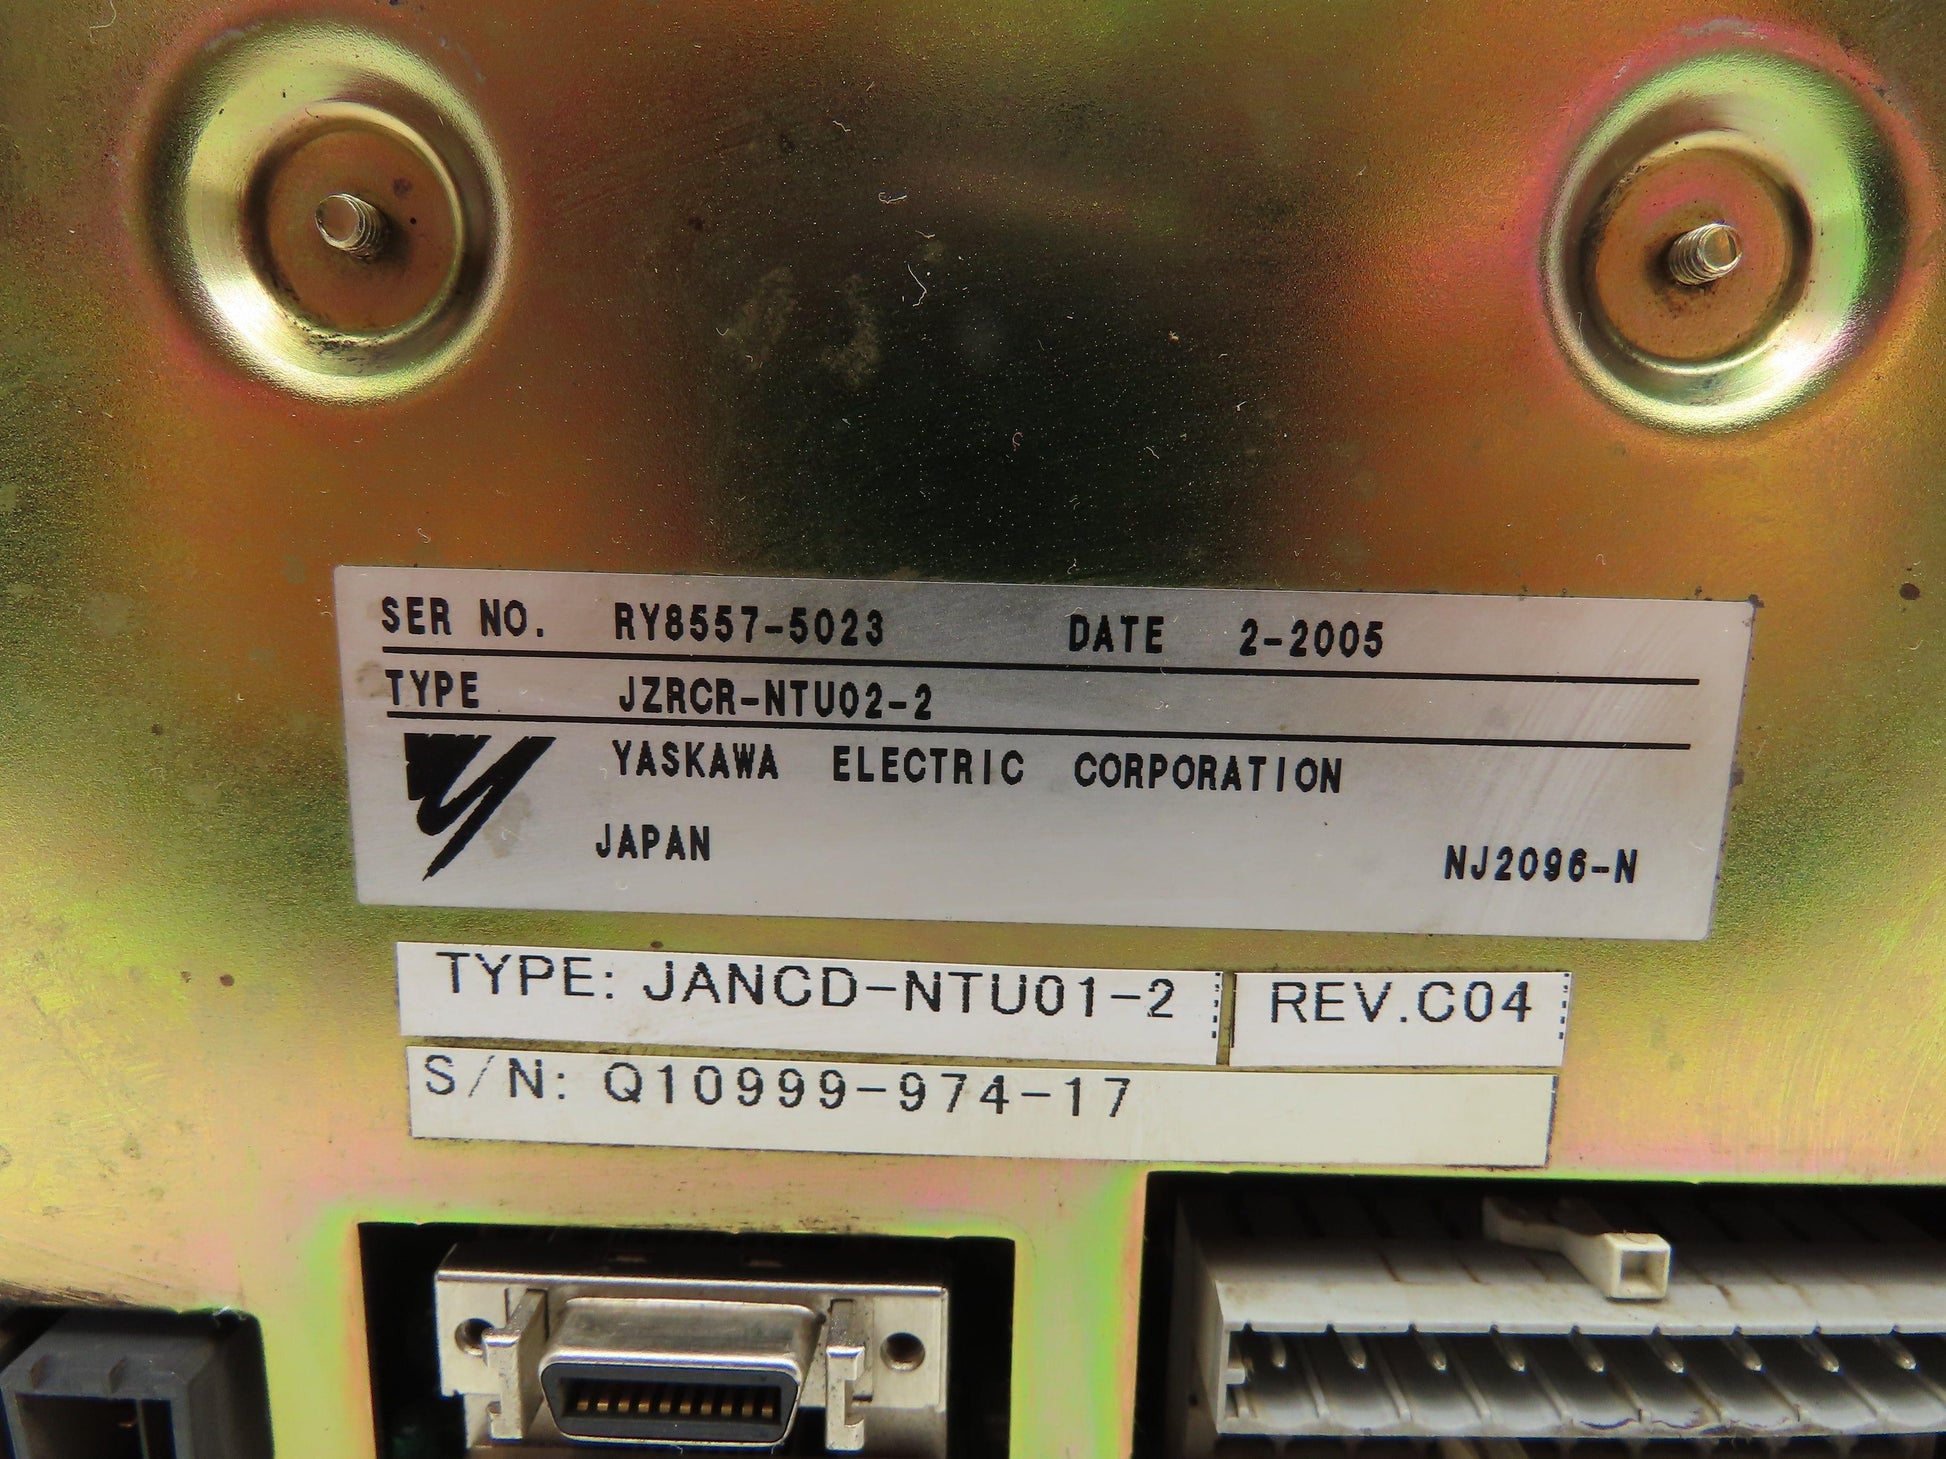 SER NO. RY8557-5023 DATE 2-2005
TYPE JZRCR-NTU02-2
YASKAWA ELECTRIC CORPORATION
JAPAN NJ2096-N
TYPE: JANCD-NTU01-2 REV.C04
S/N: Q10999-974-17